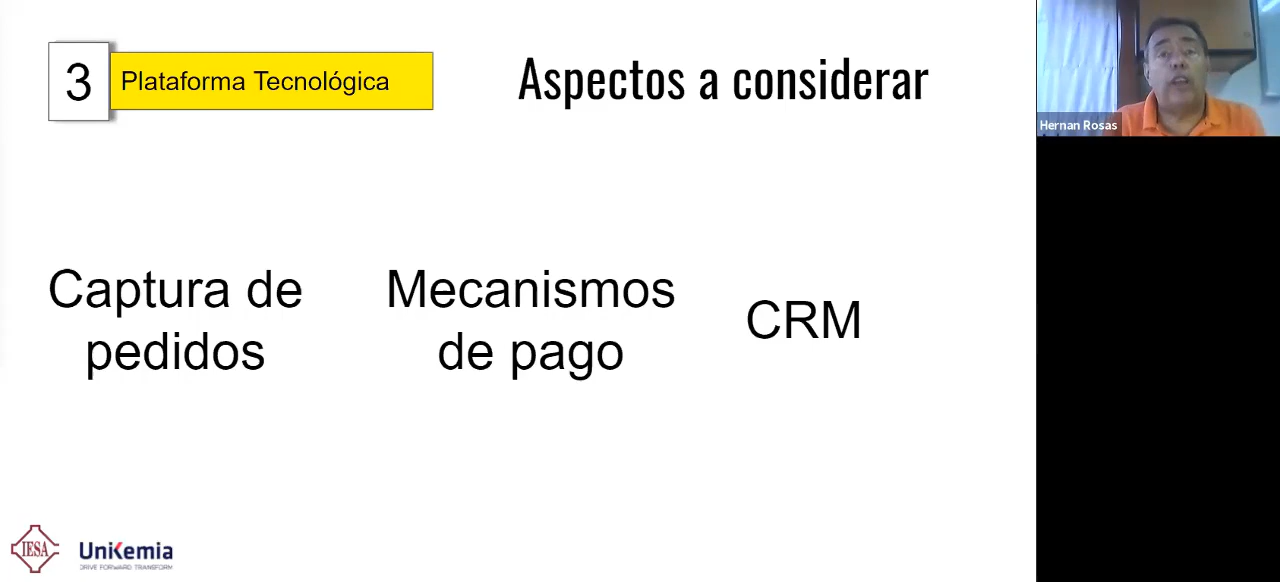 3
Plataforma Tecnológica
Aspectos a considerar
Hernan Rosas
Captura de
pedidos
Mecanismos
de pago
CRM
IESA
UniKemia
DRIVE FORWARD. TRANSFORM